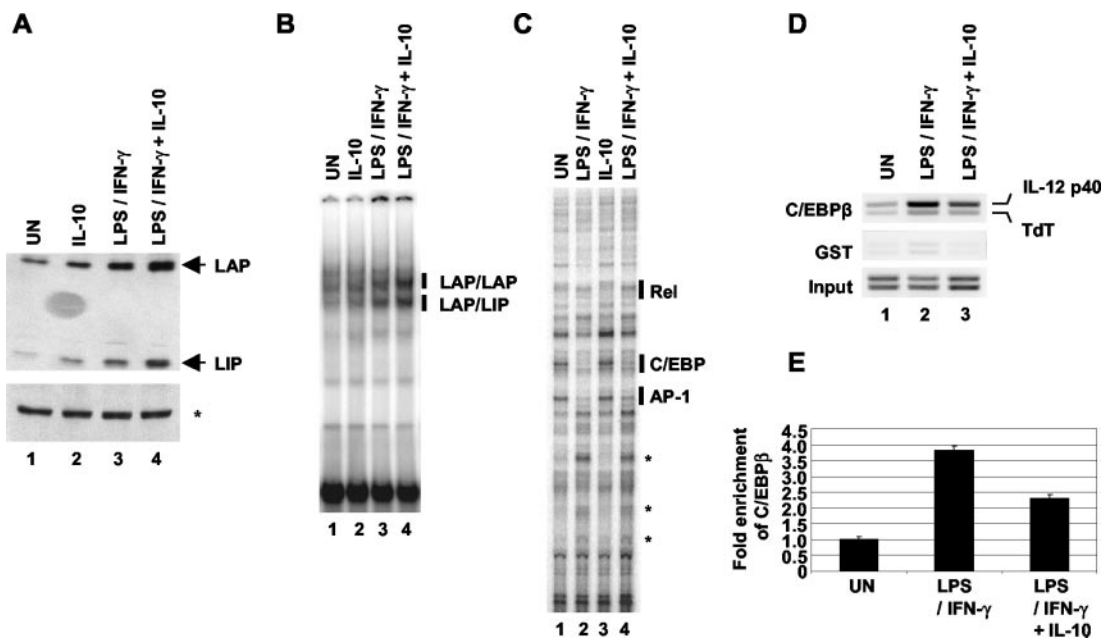 A
UN
IL-10
LPS / IFN-γ
LPS / IFN-γ + IL-10
LAP
LIP
*
1 2 3 4
B
UN
IL-10
LPS / IFN-γ
LPS / IFN-γ + IL-10
LAP/LAP
LAP/LIP
1 2 3 4
C
UN
LPS / IFN-γ
IL-10
LPS / IFN-γ + IL-10
Rel
C/EBP
AP-1
*
*
*
1 2 3 4
D
UN
LPS / IFN-γ
LPS / IFN-γ + IL-10
C/EBPβ
IL-12 p40
TdT
GST
Input
1 2 3
E
Fold enrichment
of C/EBPβ
4.5
4.0
3.5
3.0
2.5
2.0
1.5
1.0
0.5
0
UN
LPS
/ IFN-γ
LPS
/ IFN-γ
+ IL-10